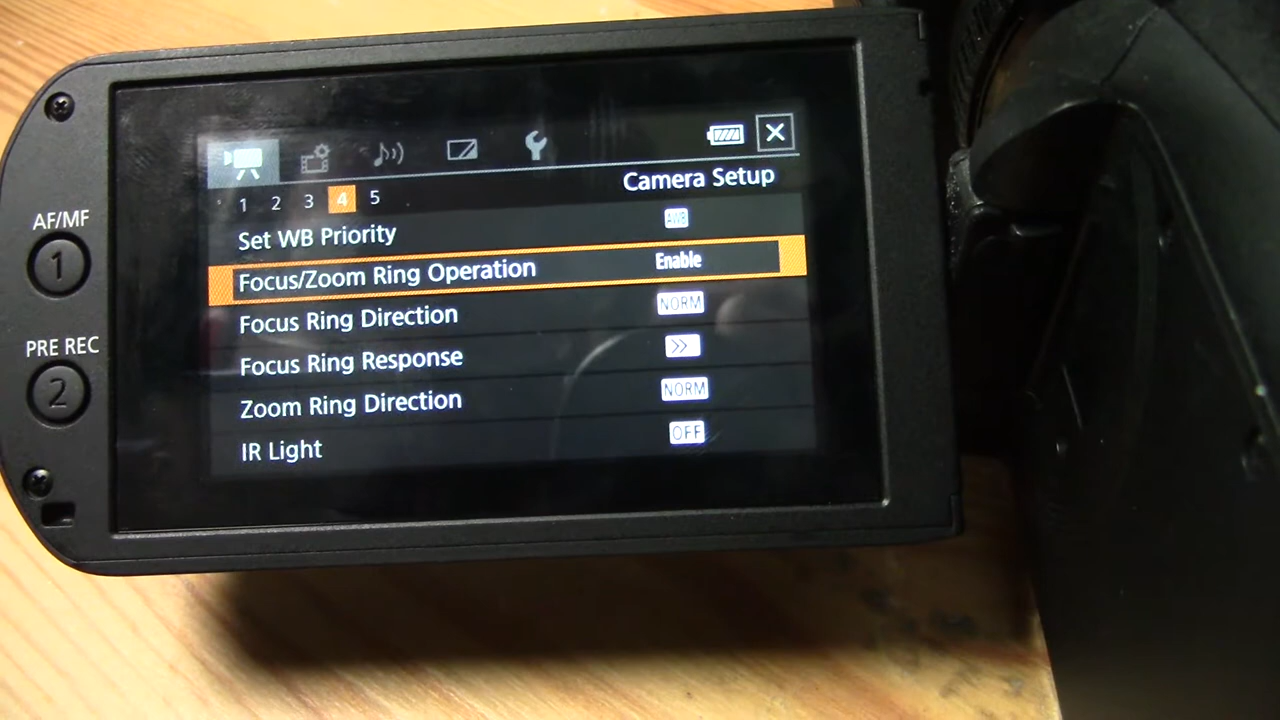 Camera Setup
1 2 3 4 5
AF/MF
1
PRE REC
2
Set WB Priority AWB
Focus/Zoom Ring Operation Enable
Focus Ring Direction NORM
Focus Ring Response >>
Zoom Ring Direction NORM
IR Light OFF